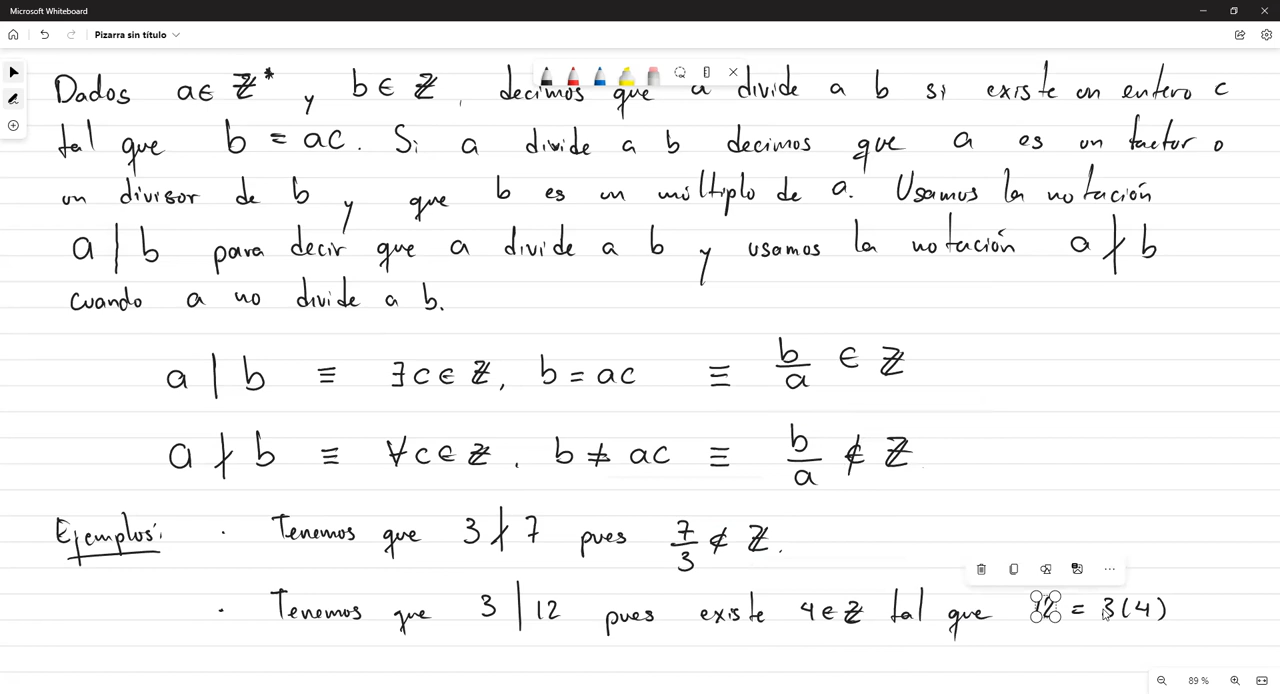 Microsoft Whiteboard
Pizarra sin título
Dados a ∈ ℤ* y b ∈ ℤ, decimos que a divide a b si existe un entero c
tal que b = ac. Si a divide a b decimos que a es un factor o
un divisor de b y que b es un múltiplo de a. Usamos la notación
a | b para decir que a divide a b y usamos la notación a ∤ b
cuando a no divide a b.
a | b ≡ ∃c ∈ ℤ, b = ac ≡ b/a ∈ ℤ
a ∤ b ≡ ∀c ∈ ℤ, b ≠ ac ≡ b/a ∉ ℤ
Ejemplos: · Tenemos que 3 ∤ 7 pues 7/3 ∉ ℤ.
· Tenemos que 3 | 12 pues existe 4 ∈ ℤ tal que 12 = 3(4)
89 %